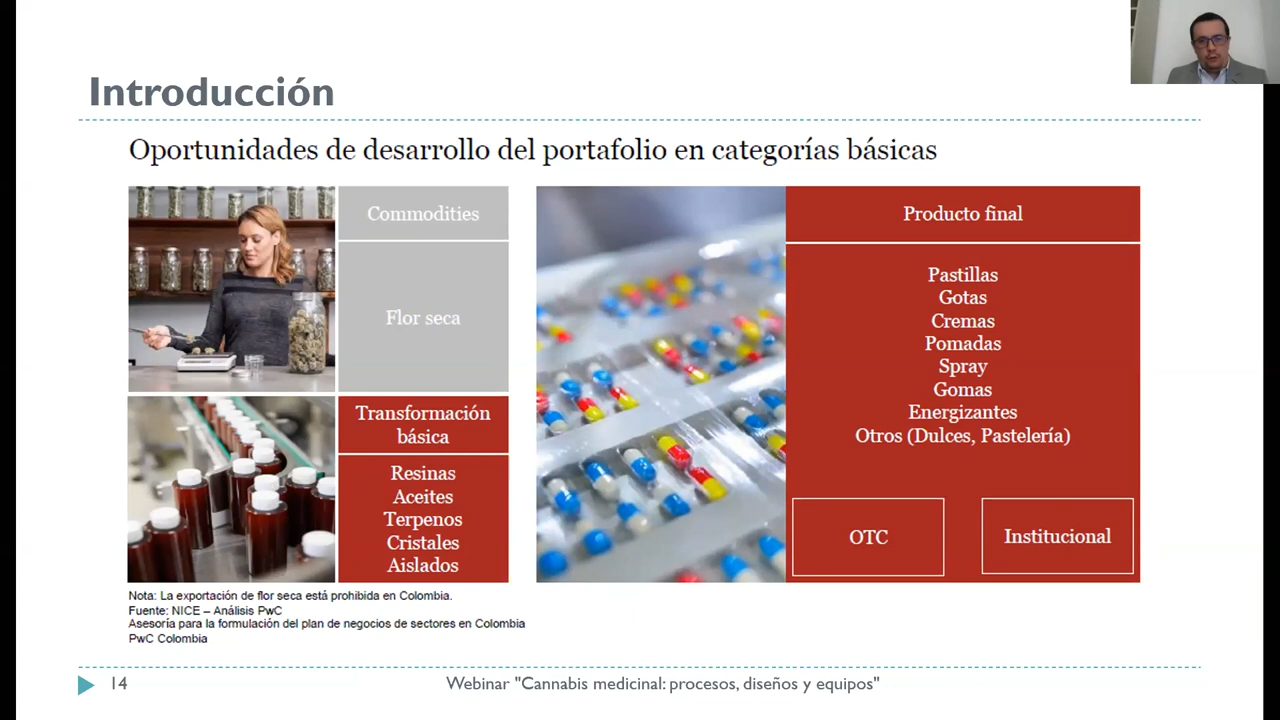 Introducción
Oportunidades de desarrollo del portafolio en categorías básicas
Commodities
Flor seca
Transformación
básica
Resinas
Aceites
Terpenos
Cristales
Aislados
Producto final
Pastillas
Gotas
Cremas
Pomadas
Spray
Gomas
Energizantes
Otros (Dulces, Pastelería)
OTC
Institucional
Nota: La exportación de flor seca está prohibida en Colombia.
Fuente: NICE – Análisis PwC
Asesoría para la formulación del plan de negocios de sectores en Colombia
PwC Colombia
14
Webinar "Cannabis medicinal: procesos, diseños y equipos"